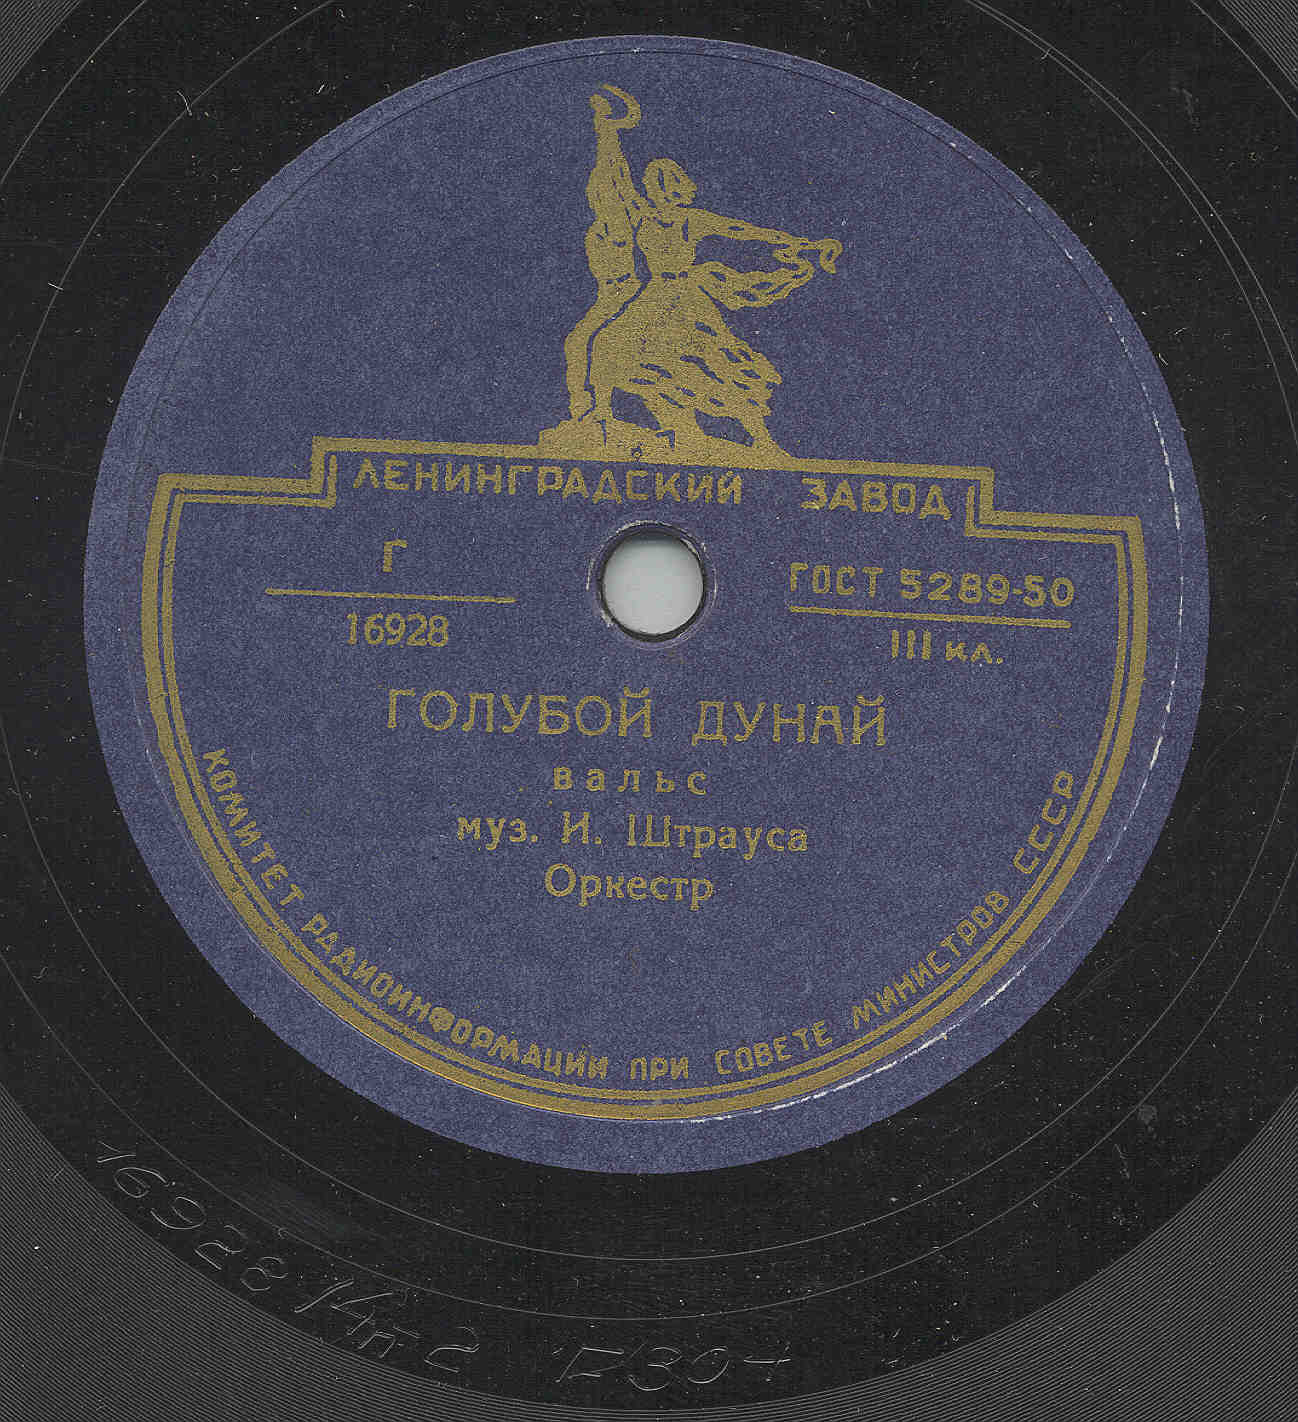 ЛЕНИНГРАДСКИЙ ЗАВОД
Г
16928
ГОСТ 5289-50
III кл.
ГОЛУБОЙ ДУНАЙ
вальс
муз. И. Штрауса
Оркестр
КОМИТЕТ РАДИОИНФОРМАЦИИ ПРИ СОВЕТЕ МИНИСТРОВ СССР
16928